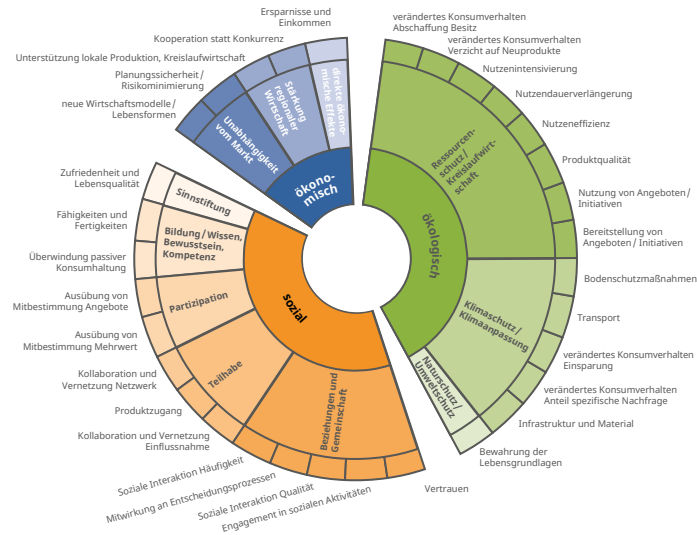 Ersparnisse und
Einkommen
Kooperation statt Konkurrenz
Unterstützung lokale Produktion, Kreislaufwirtschaft
Planungssicherheit /
Risikominimierung
neue Wirtschaftsmodelle /
Lebensformen
direkte ökono-
mische Effekte
Stärkung
regionaler
Wirtschaft
Unabhängigkeit
vom Markt
ökono-
misch
verändertes Konsumverhalten
Abschaffung Besitz
verändertes Konsumverhalten
Verzicht auf Neuprodukte
Nutzenintensivierung
Nutzendauerverlängerung
Nutzeneffizienz
Produktqualität
Nutzung von Angeboten /
Initiativen
Bereitstellung von
Angeboten / Initiativen
Bodenschutzmaßnahmen
Transport
verändertes Konsumverhalten
Einsparung
verändertes Konsumverhalten
Anteil spezifische Nachfrage
Infrastruktur und Material
Bewahrung der
Lebensgrundlagen
Ressourcen-
schutz /
Kreislaufwirt-
schaft
Klimaschutz /
Klimaanpassung
Naturschutz /
Umweltschutz
ökologisch
Zufriedenheit und
Lebensqualität
Fähigkeiten und
Fertigkeiten
Überwindung passiver
Konsumhaltung
Ausübung von
Mitbestimmung Angebote
Ausübung von
Mitbestimmung Mehrwert
Kollaboration und
Vernetzung Netzwerk
Produktzugang
Kollaboration und Vernetzung
Einflussnahme
Soziale Interaktion Häufigkeit
Mitwirkung an Entscheidungsprozessen
Soziale Interaktion Qualität
Engagement in sozialen Aktivitäten
Vertrauen
Sinnstiftung
Bildung / Wissen,
Bewusstsein,
Kompetenz
Partizipation
Teilhabe
Beziehungen und
Gemeinschaft
sozial